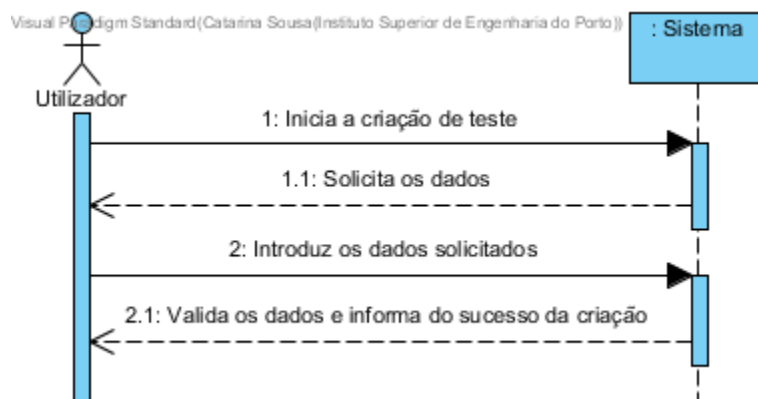 Visual Paradigm Standard(Catarina Sousa(Instituto Superior de Engenharia do Porto))
: Sistema
Utilizador
1: Inicia a criação de teste
1.1: Solicita os dados
2: Introduz os dados solicitados
2.1: Valida os dados e informa do sucesso da criação